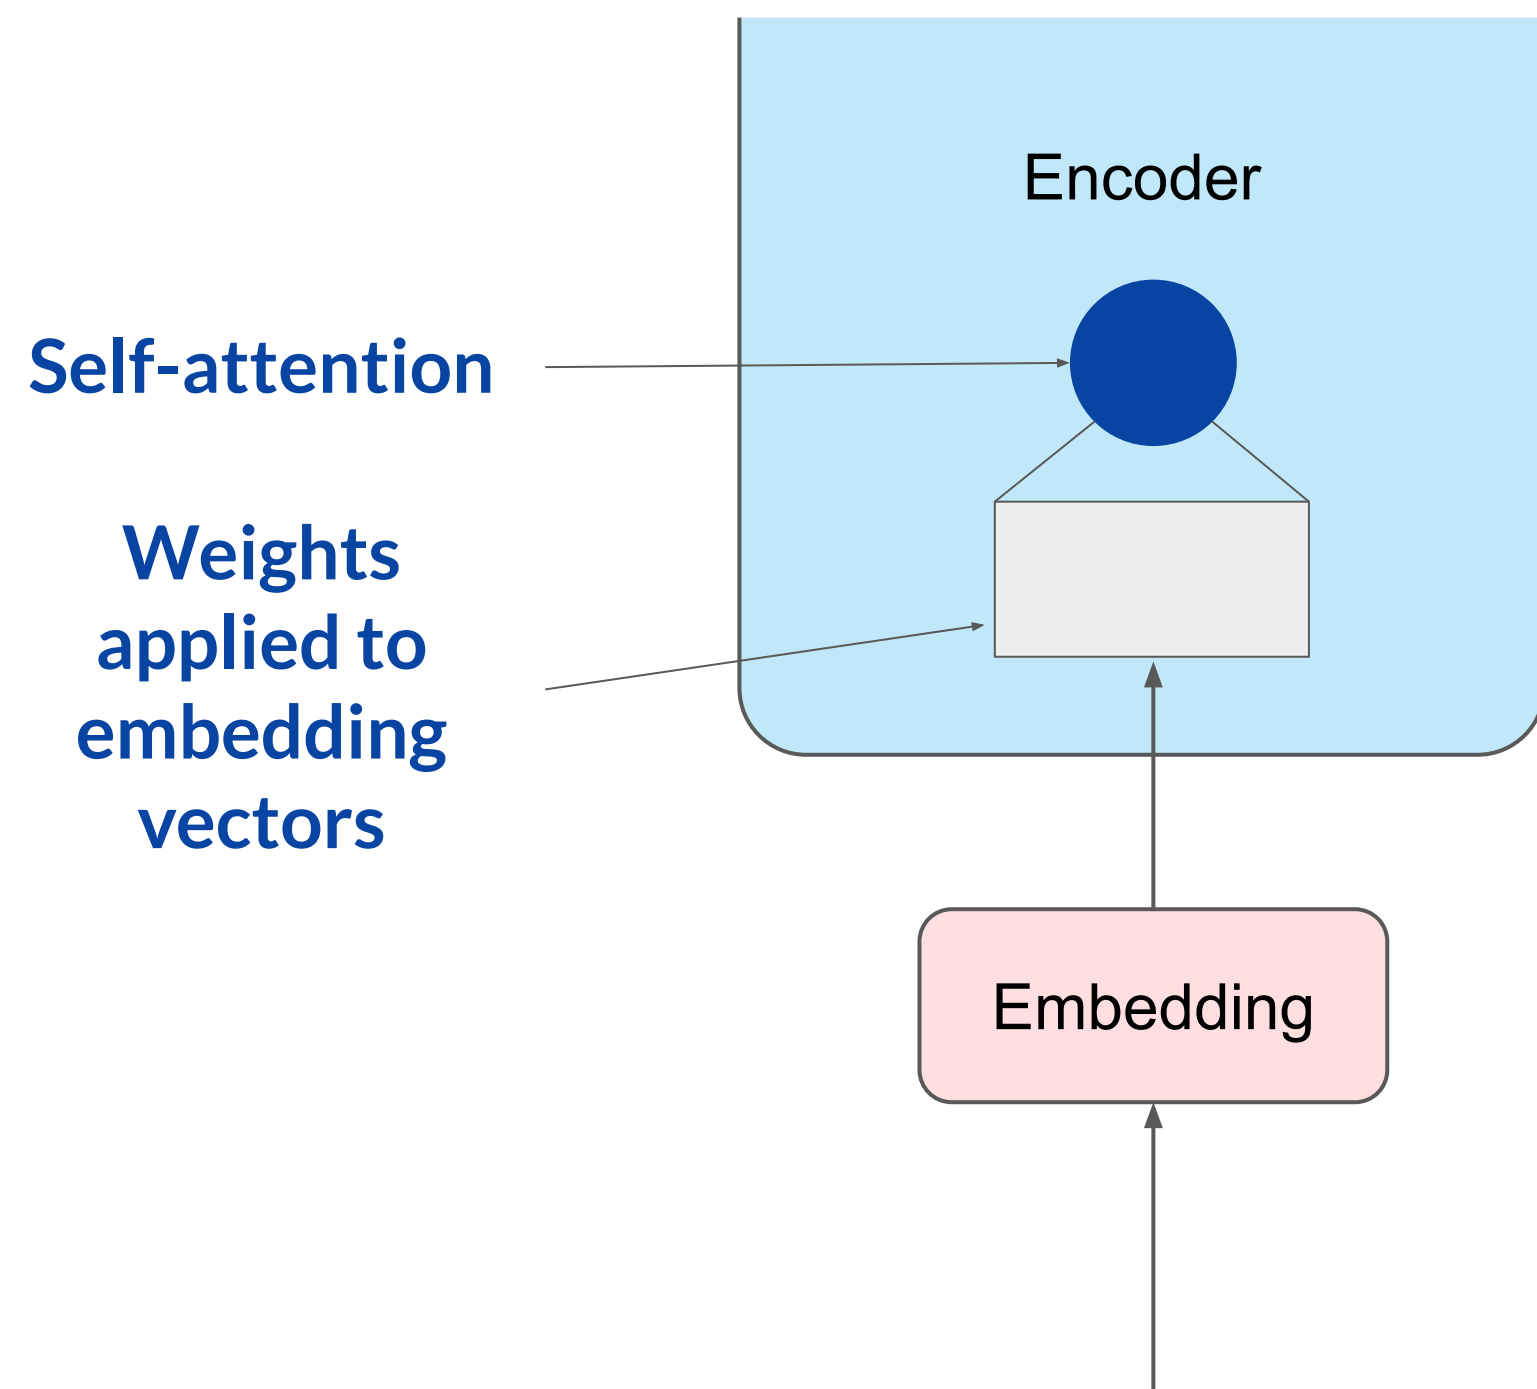 Encoder
Self-attention
Weights
applied to
embedding
vectors
Embedding